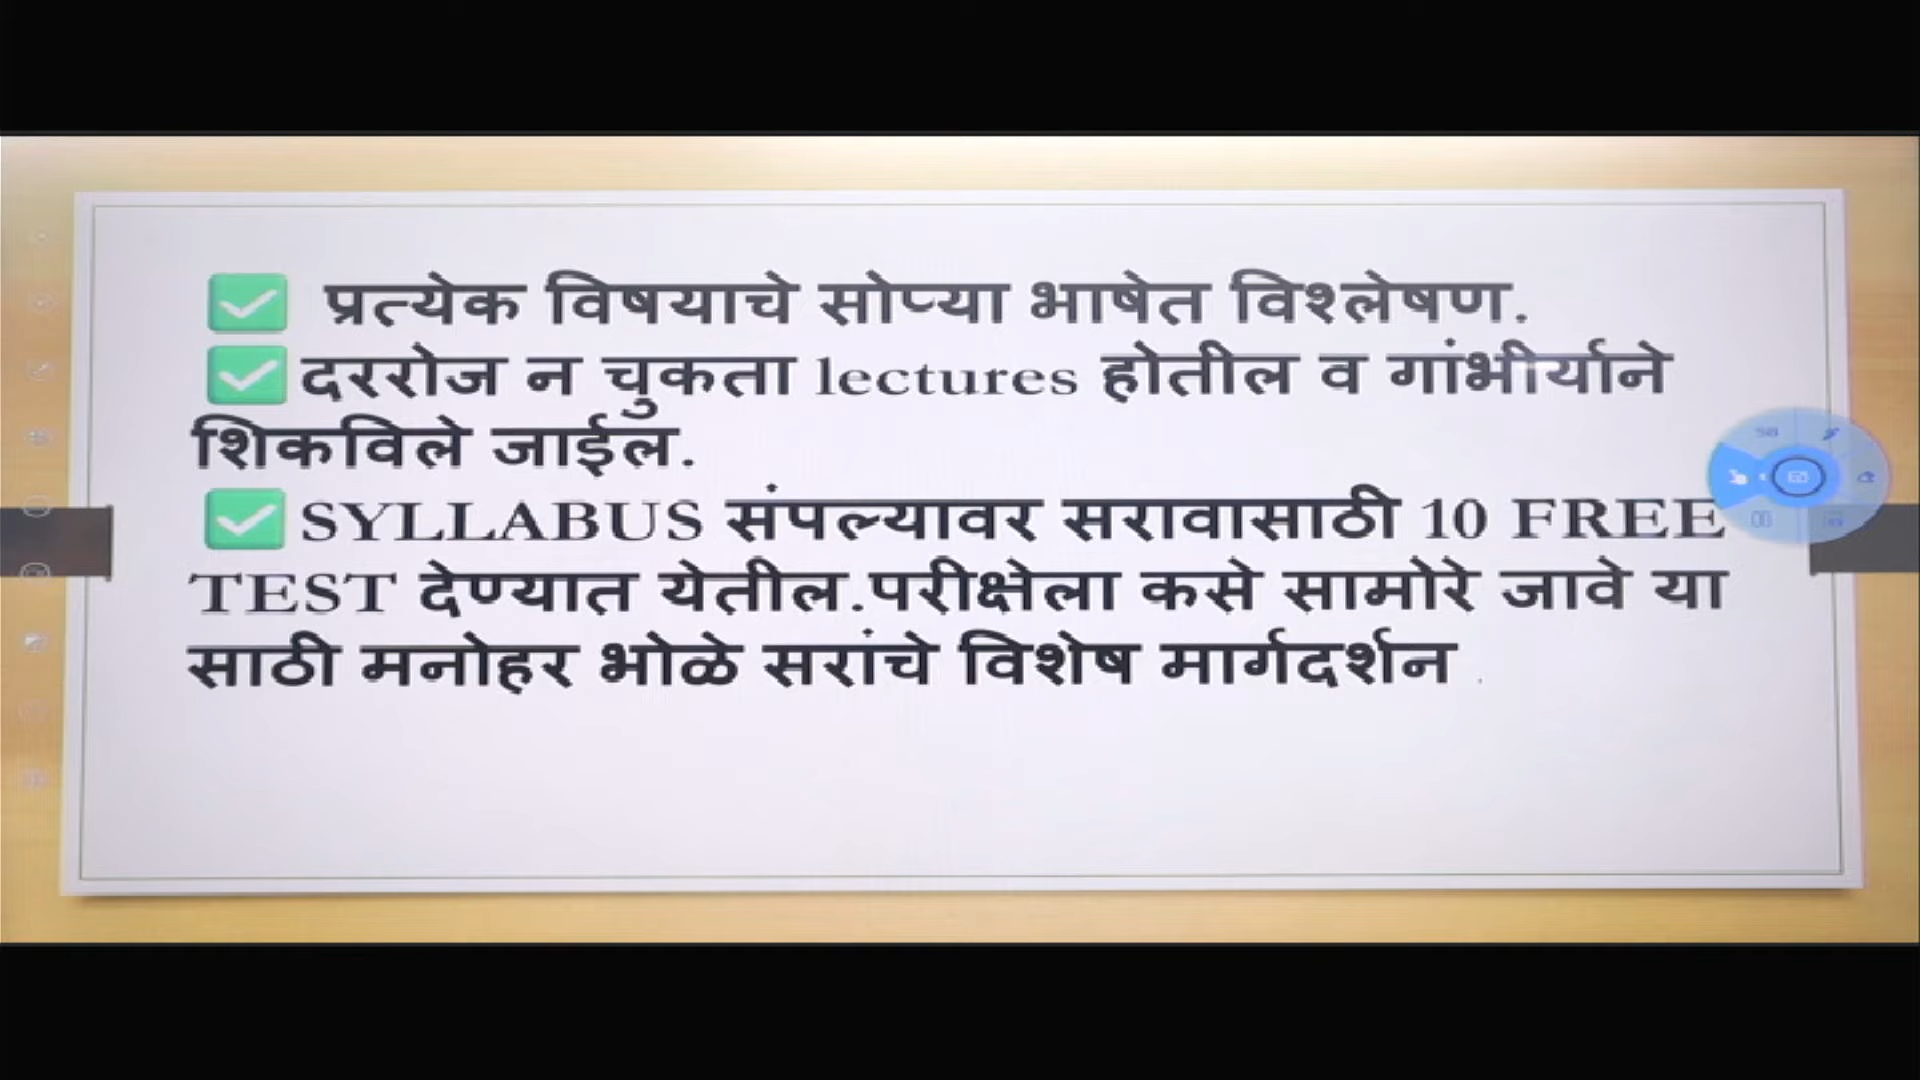 ✅ प्रत्येक विषयाचे सोप्या भाषेत विश्लेषण.
✅दररोज न चुकता lectures होतील व गांभीर्याने
शिकविले जाईल.
✅SYLLABUS संपल्यावर सरावासाठी 10 FREE
TEST देण्यात येतील.परीक्षेला कसे सामोरे जावे या
साठी मनोहर भोळे सरांचे विशेष मार्गदर्शन .